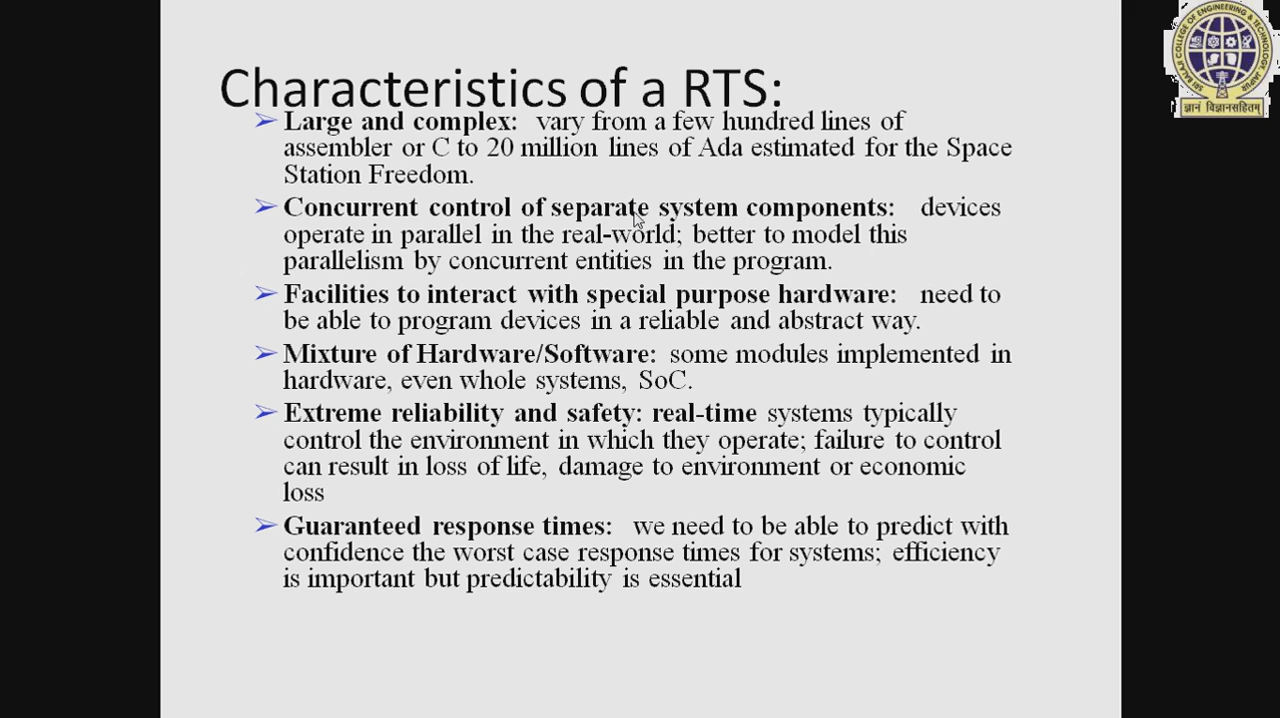 Characteristics of a RTS:
➢ Large and complex: vary from a few hundred lines of
assembler or C to 20 million lines of Ada estimated for the Space
Station Freedom.
➢ Concurrent control of separate system components: devices
operate in parallel in the real-world; better to model this
parallelism by concurrent entities in the program.
➢ Facilities to interact with special purpose hardware: need to
be able to program devices in a reliable and abstract way.
➢ Mixture of Hardware/Software: some modules implemented in
hardware, even whole systems, SoC.
➢ Extreme reliability and safety: real-time systems typically
control the environment in which they operate; failure to control
can result in loss of life, damage to environment or economic
loss
➢ Guaranteed response times: we need to be able to predict with
confidence the worst case response times for systems; efficiency
is important but predictability is essential
COLLEGE OF ENGINEERING & TECHNOLOGY, JAIPUR
ज्ञानं विज्ञानसहितम्